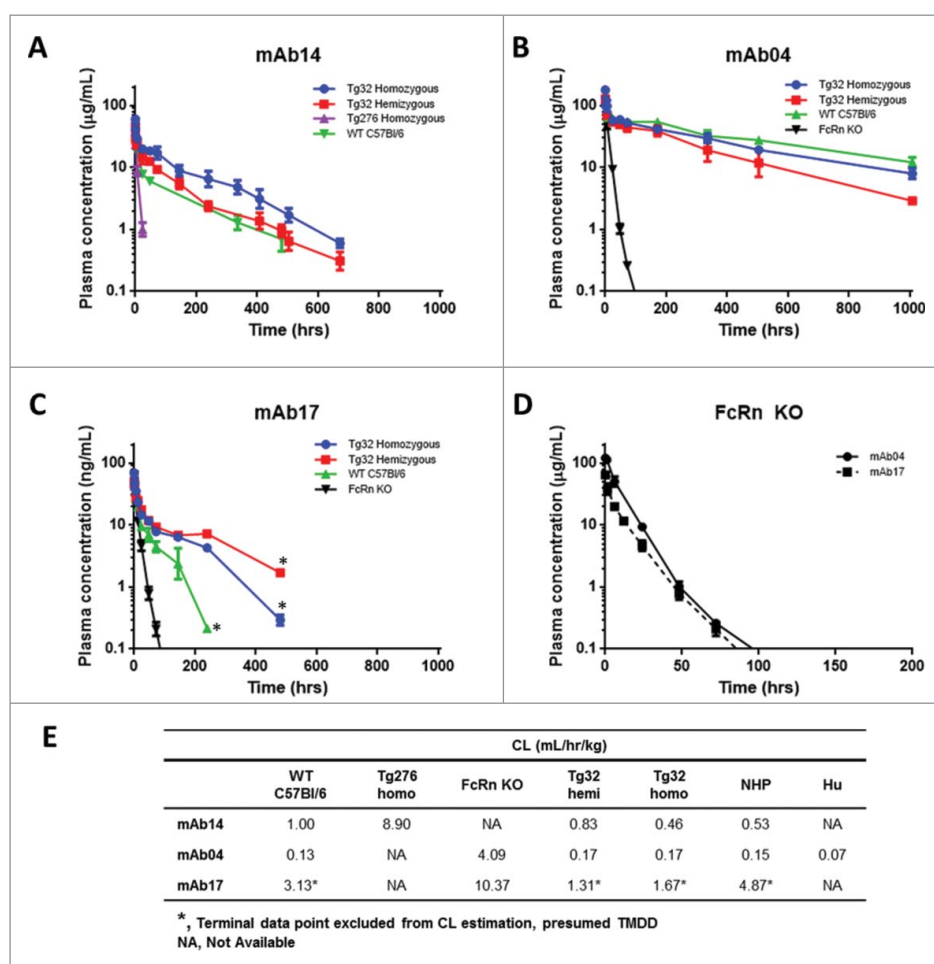 A
mAb14
Tg32 Homozygous
Tg32 Hemizygous
Tg276 Homozygous
WT C57Bl/6
Plasma concentration (µg/mL)
100
10
1
0.1
0 200 400 600 800 1000
Time (hrs)
B
mAb04
Tg32 Homozygous
Tg32 Hemizygous
WT C57Bl/6
FcRn KO
Plasma concentration (µg/mL)
100
10
1
0.1
0 200 400 600 800 1000
Time (hrs)
C
mAb17
Tg32 Homozygous
Tg32 Hemizygous
WT C57Bl/6
FcRn KO
Plasma concentration (ng/mL)
100
10
1
0.1
*
*
*
0 200 400 600 800 1000
Time (hrs)
D
FcRn KO
mAb04
mAb17
Plasma concentration (µg/mL)
100
10
1
0.1
0 50 100 150 200
Time (hrs)
E
CL (mL/hr/kg)
WT C57Bl/6 Tg276 homo FcRn KO Tg32 hemi Tg32 homo NHP Hu
mAb14 1.00 8.90 NA 0.83 0.46 0.53 NA
mAb04 0.13 NA 4.09 0.17 0.17 0.15 0.07
mAb17 3.13* NA 10.37 1.31* 1.67* 4.87* NA
*, Terminal data point excluded from CL estimation, presumed TMDD
NA, Not Available